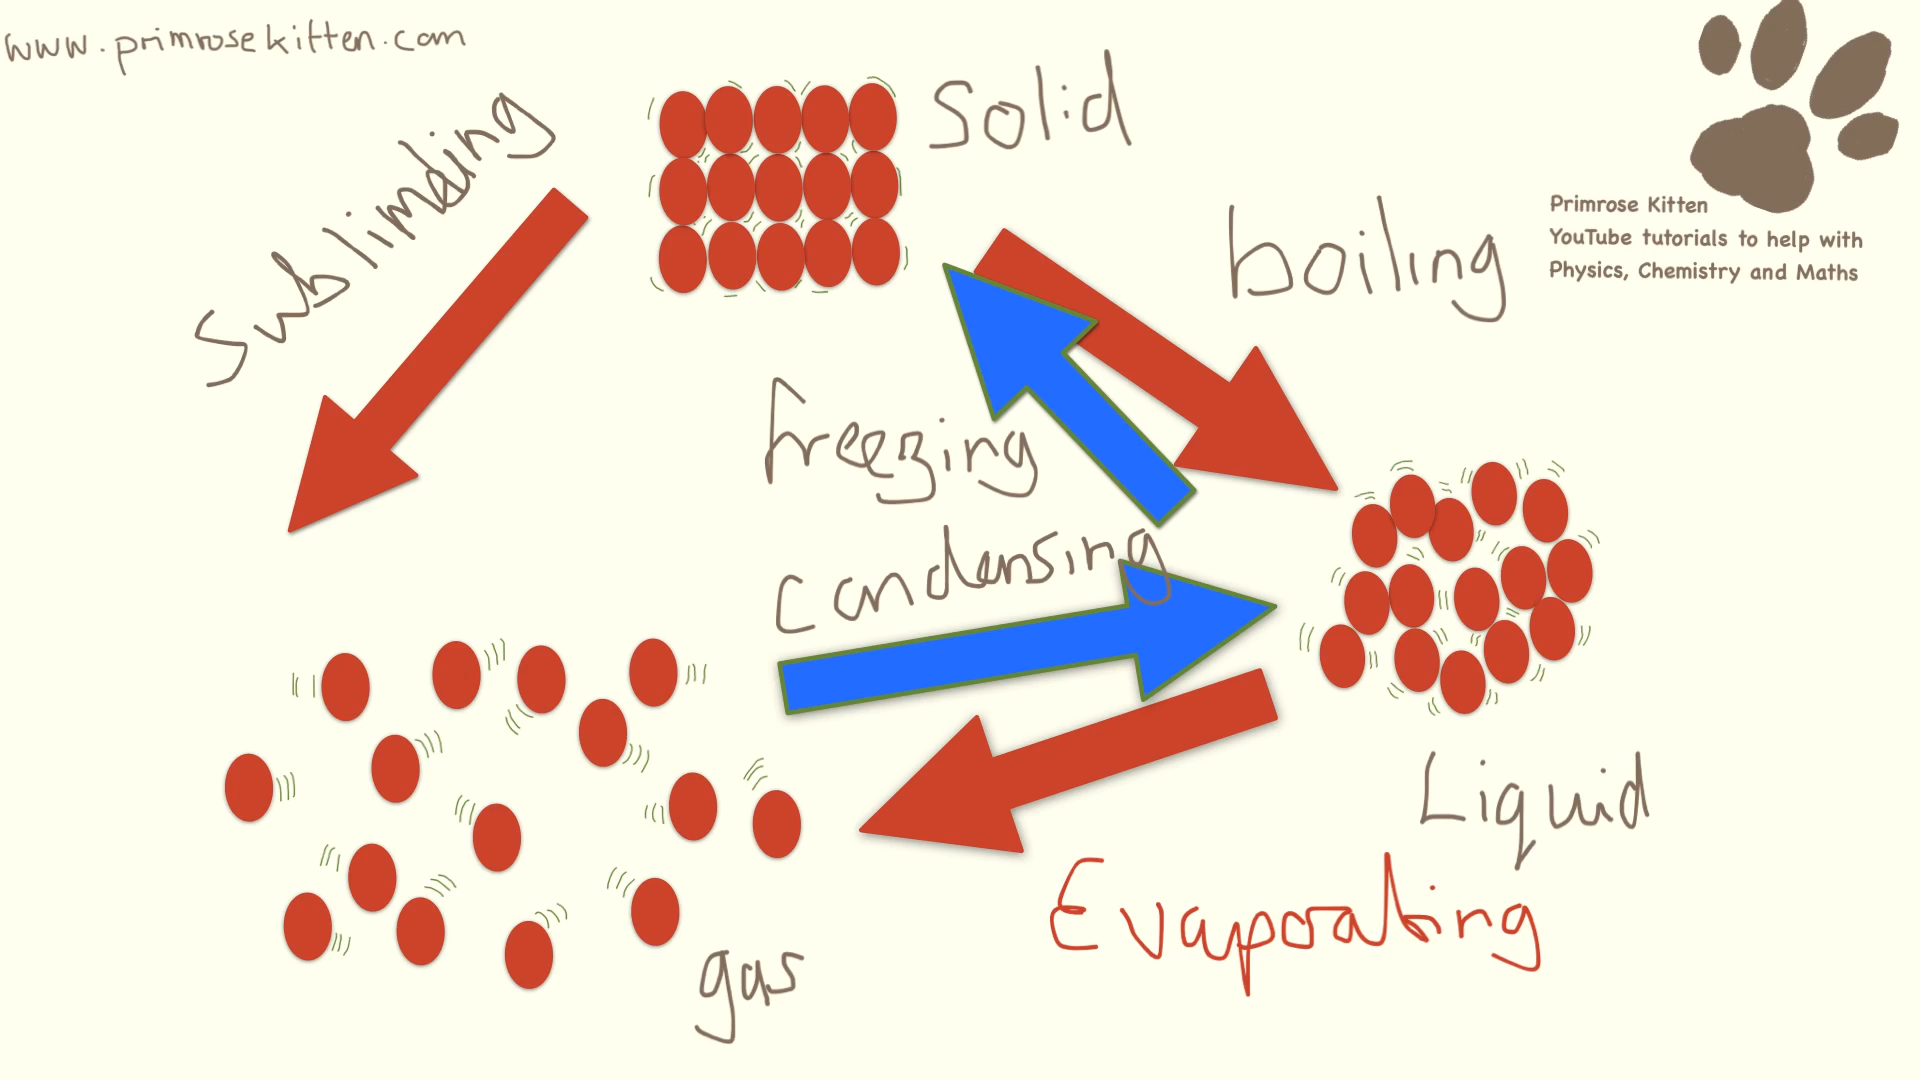 www.primrosekitten.com
Solid
Sublimating
boiling
Primrose Kitten
YouTube tutorials to help with
Physics, Chemistry and Maths
freezing
condensing
Liquid
Evaporating
gas